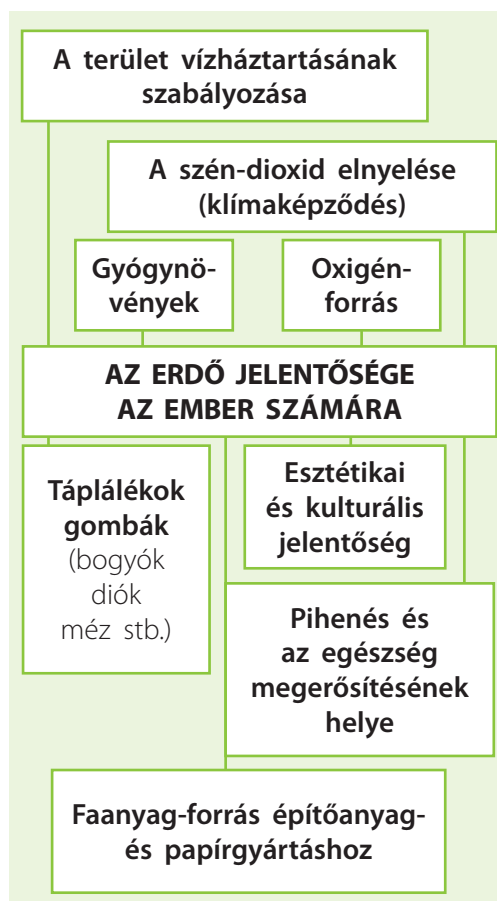 A terület vízháztartásának
szabályozása
A szén-dioxid elnyelése
(klímaképződés)
Gyógynö-
vények
Oxigén-
forrás
AZ ERDŐ JELENTŐSÉGE
AZ EMBER SZÁMÁRA
Táplálékok
gombák
(bogyók
diók
méz stb.)
Esztétikai
és kulturális
jelentőség
Pihenés és
az egészség
megerősítésének
helye
Faanyag-forrás építőanyag-
és papírgyártáshoz